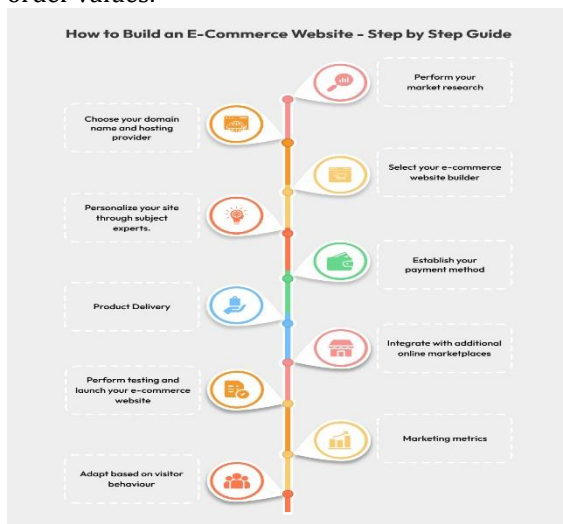 order values.
How to Build an E-Commerce Website - Step by Step Guide
Perform your
market research
Choose your domain
name and hosting
provider
Select your e-commerce
website builder
Personalize your site
through subject
experts.
Establish your
payment method
Product Delivery
Integrate with additional
online marketplaces
Perform testing and
launch your e-commerce
website
Marketing metrics
Adapt based on visitor
behaviour